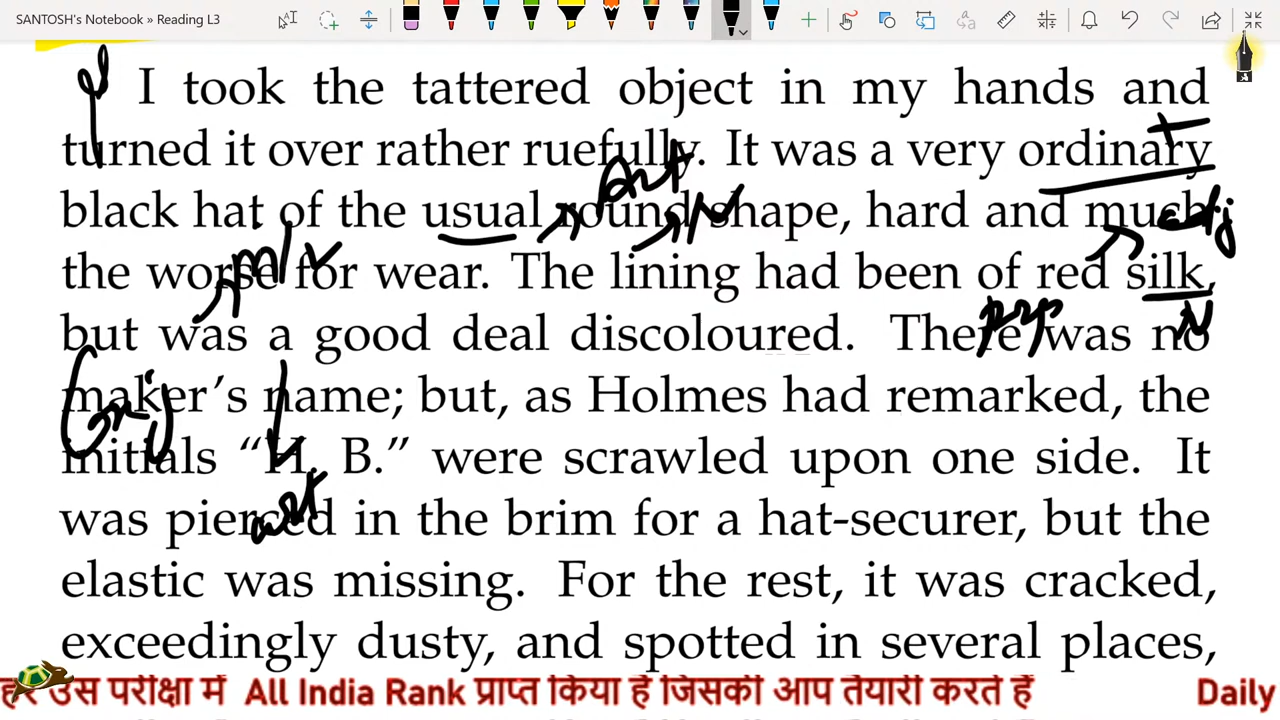 SANTOSH's Notebook » Reading L3
I took the tattered object in my hands and
turned it over rather ruefully. It was a very ordinary
black hat of the usual round shape, hard and much
the worse for wear. The lining had been of red silk,
but was a good deal discoloured. There was no
maker's name; but, as Holmes had remarked, the
initials “H. B.” were scrawled upon one side. It
was pierced in the brim for a hat-securer, but the
elastic was missing. For the rest, it was cracked,
exceedingly dusty, and spotted in several places,
Art
N
adj
m/v
N
art
हर उस परीक्षा में All India Rank प्राप्त किया है जिसकी आप तैयारी करते हैं Daily